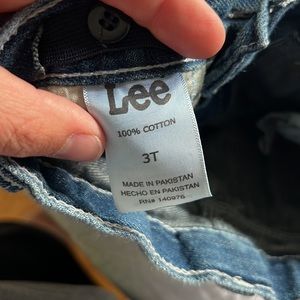 Lee
100% COTTON
3T
MADE IN PAKISTAN
HECHO EN PAKISTAN
RN# 140976